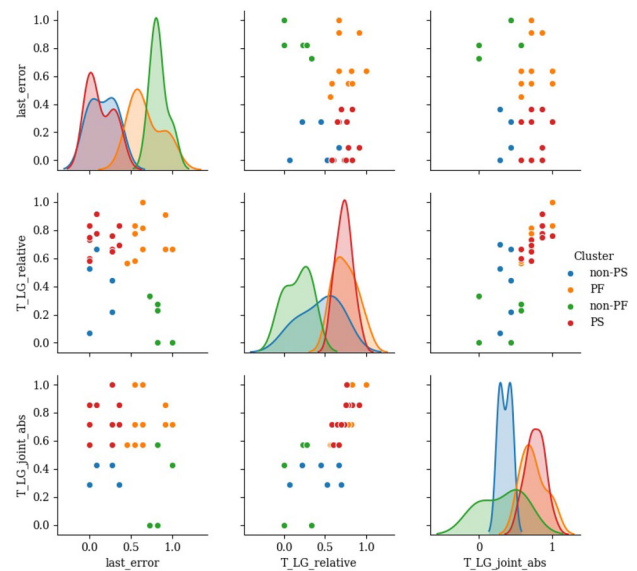 last_error
1.0
0.8
0.6
0.4
0.2
0.0
T_LG_relative
1.0
0.8
0.6
0.4
0.2
0.0
Cluster
non-PS
PF
non-PF
PS
T_LG_joint_abs
1.0
0.8
0.6
0.4
0.2
0.0
0.0 0.5 1.0
last_error
0 0.5 1.0
T_LG_relative
0 1
T_LG_joint_abs